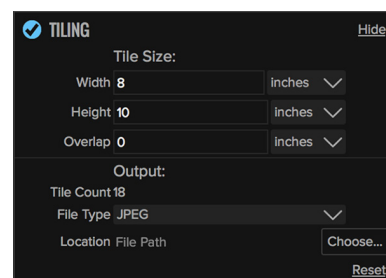 TILING Hide
Tile Size:
Width 8 inches
Height 10 inches
Overlap 0 inches
Output:
Tile Count 18
File Type JPEG
Location File Path Choose...
Reset